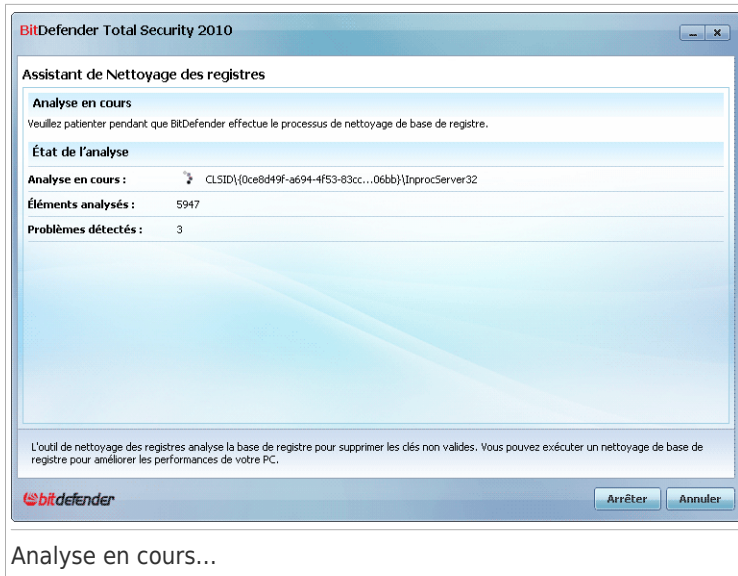 BitDefender Total Security 2010
Assistant de Nettoyage des registres
Analyse en cours
Veuillez patienter pendant que BitDefender effectue le processus de nettoyage de base de registre.
État de l'analyse
Analyse en cours : CLSID\{0ce8d49f-a694-4f53-83cc...06bb}\InprocServer32
Éléments analysés : 5947
Problèmes détectés : 3
L'outil de nettoyage des registres analyse la base de registre pour supprimer les clés non valides. Vous pouvez exécuter un nettoyage de base de
registre pour améliorer les performances de votre PC.
bitdefender
Arrêter Annuler
Analyse en cours...